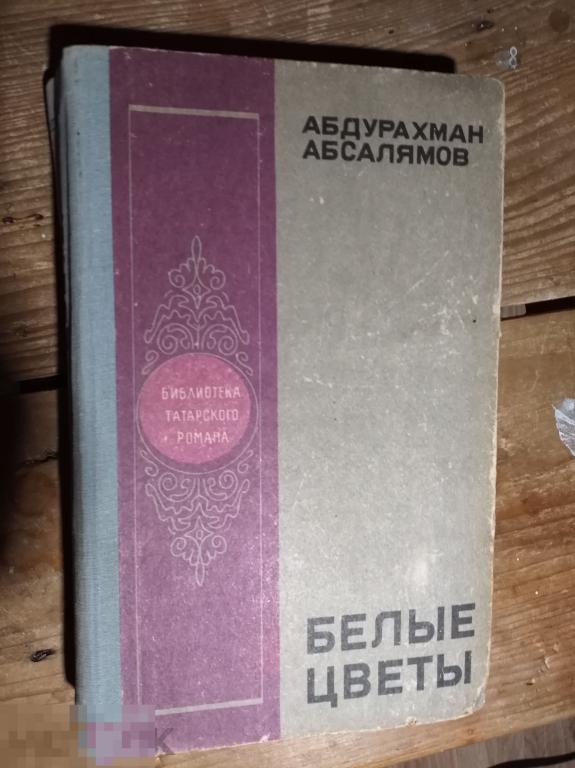 АБДУРАХМАН
АБСАЛЯМОВ
БИБЛИОТЕКА
ТАТАРСКОГО
РОМАНА
БЕЛЫЕ
ЦВЕТЫ